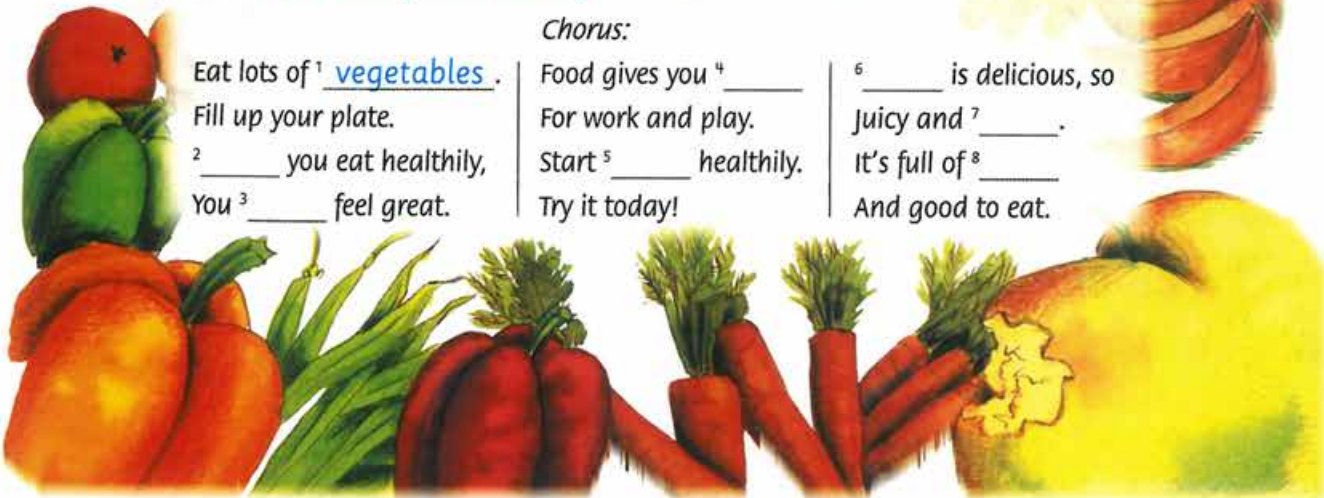 Eat lots of ¹ vegetables.
Fill up your plate.
² ______ you eat healthily,
You ³ ______ feel great.
Chorus:
Food gives you ⁴ ______
For work and play.
Start ⁵ ______ healthily.
Try it today!
⁶ ______ is delicious, so
Juicy and ⁷ ______.
It's full of ⁸ ______
And good to eat.